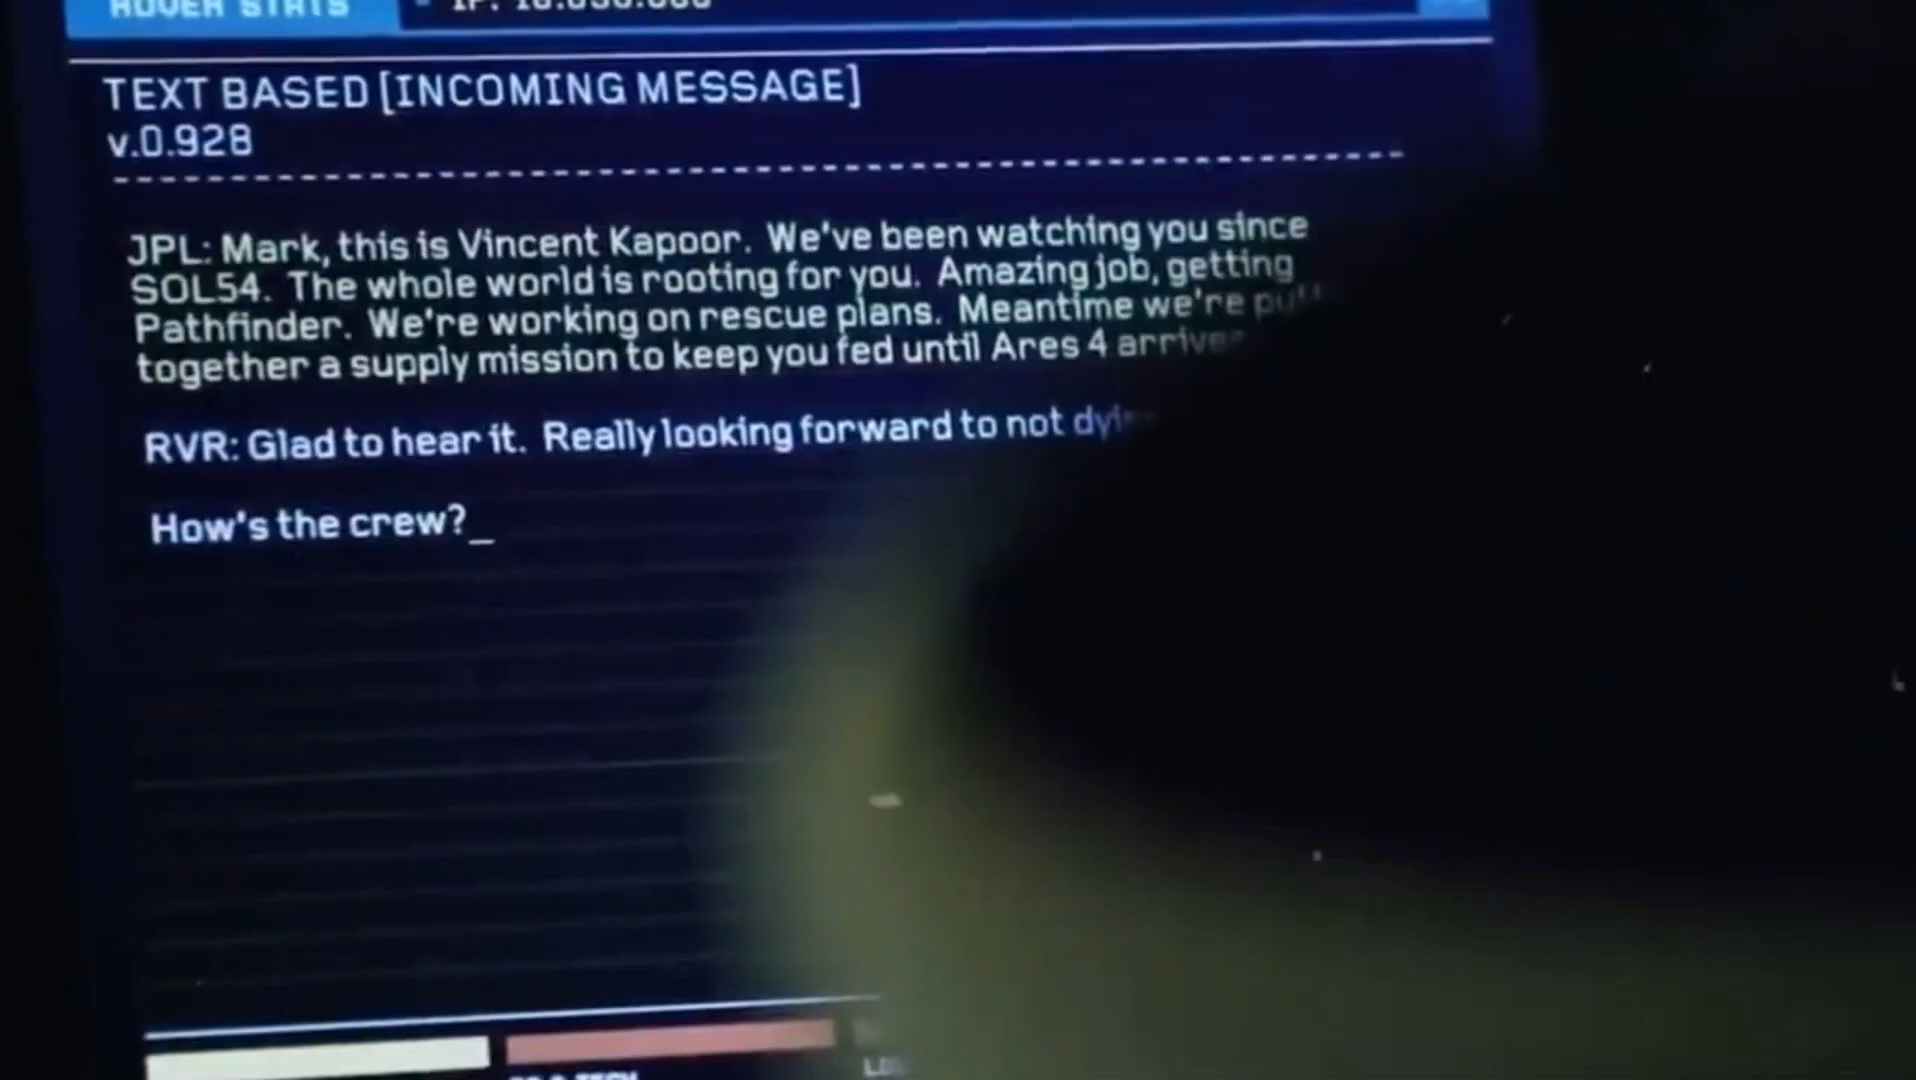 ROVER STATS
TEXT BASED [INCOMING MESSAGE]
v.0.928
JPL: Mark, this is Vincent Kapoor. We've been watching you since
SOL54. The whole world is rooting for you. Amazing job, getting
Pathfinder. We're working on rescue plans. Meantime we're
together a supply mission to keep you fed until Ares 4
RVR: Glad to hear it. Really looking forward to not
How's the crew?_